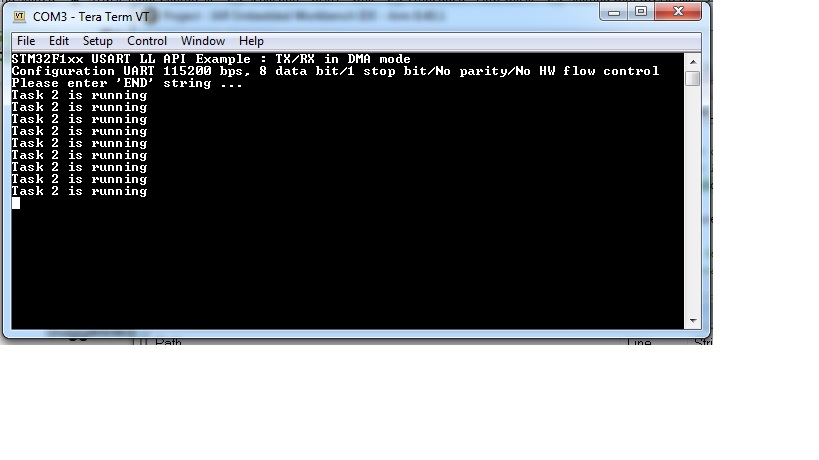 COM3 - Tera Term VT
File Edit Setup Control Window Help
STM32F1xx USART LL API Example : TX/RX in DMA mode
Configuration UART 115200 bps, 8 data bit/1 stop bit/No parity/No HW flow control
Please enter 'END' string ...
Task 2 is running
Task 2 is running
Task 2 is running
Task 2 is running
Task 2 is running
Task 2 is running
Task 2 is running
Task 2 is running
Task 2 is running
Path Line